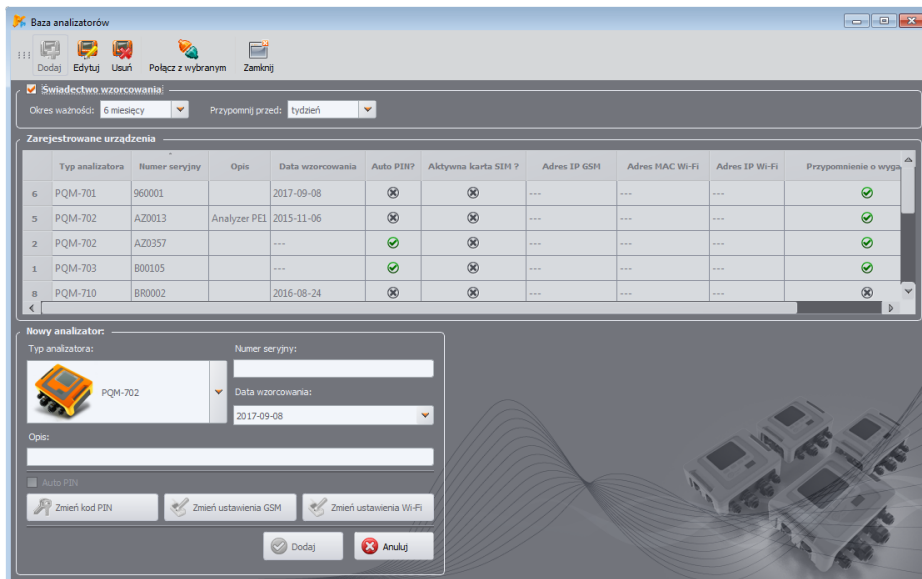 Baza analizatorów
Dodaj Edytuj Usuń Połącz z wybranym Zamknij
Świadectwo wzorcowania
Okres ważności: 6 miesięcy Przypomnij przed: tydzień
Zarejestrowane urządzenia
Typ analizatora Numer seryjny Opis Data wzorcowania Auto PIN? Aktywna karta SIM ? Adres IP GSM Adres MAC Wi-Fi Adres IP Wi-Fi Przypomnienie o wyga
6 PQM-701 960001 2017-09-08 --- --- ---
5 PQM-702 AZ0013 Analyzer PE1 2015-11-06 --- --- ---
2 PQM-702 AZ0357 --- --- --- ---
1 PQM-703 B00105 --- --- --- ---
8 PQM-710 BR0002 2016-08-24 --- --- ---
Nowy analizator:
Typ analizatora: Numer seryjny:
PQM-702
Data wzorcowania:
2017-09-08
Opis:
Auto PIN
Zmień kod PIN Zmień ustawienia GSM Zmień ustawienia Wi-Fi
Dodaj Anuluj